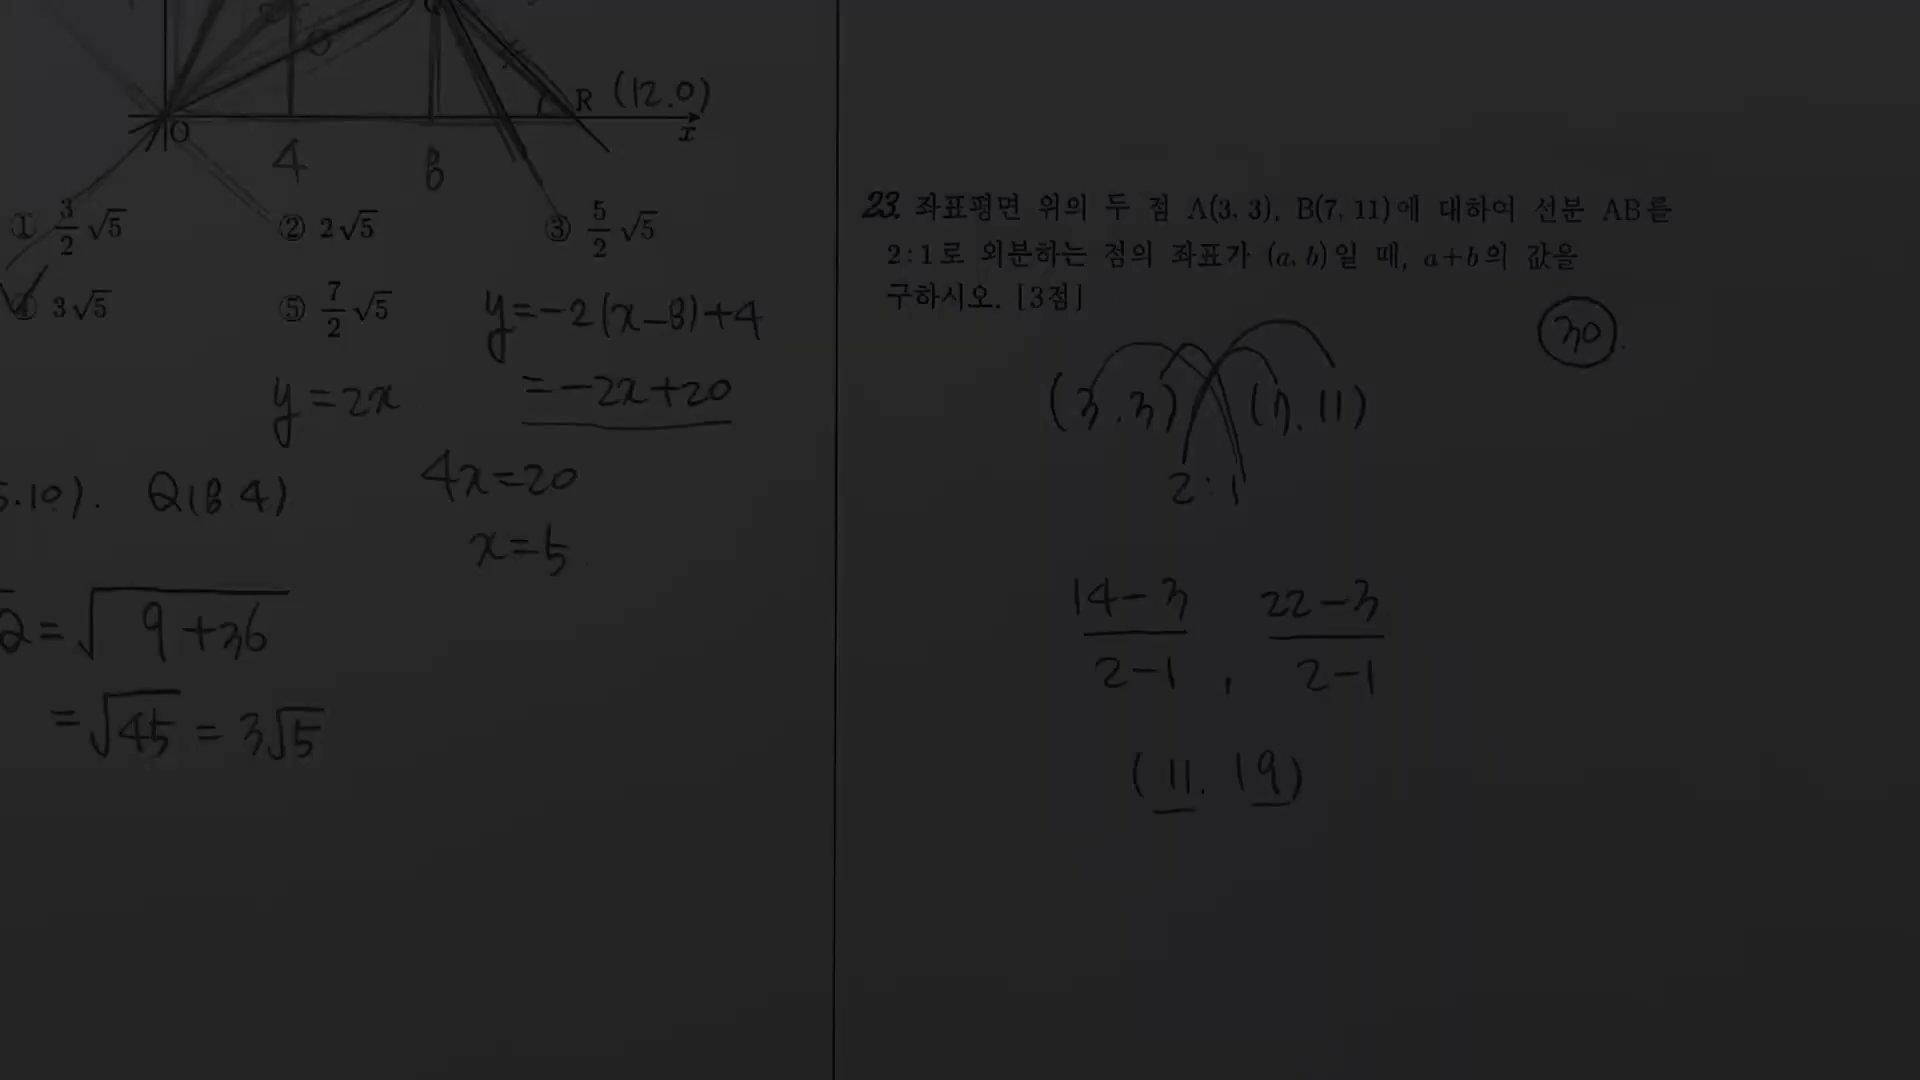 R (12.0)
O
x
4 8
① 3/2 √5 ② 2√5 ③ 5/2 √5
④ 3√5 ⑤ 7/2 √5
y=-2(x-8)+4
y=2x
=-2x+20
4x=20
.10). Q(8 4)
x=5
Q=√9+36
=√45 = 3√5
23. 좌표평면 위의 두 점 A(3, 3), B(7, 11)에 대하여 선분 AB를
2 : 1로 외분하는 점의 좌표가 (a, b)일 때, a+b의 값을
구하시오. [3점]
30.
(3.3) (7.11)
2:1
14-3/2-1 , 22-3/2-1
(11. 19)